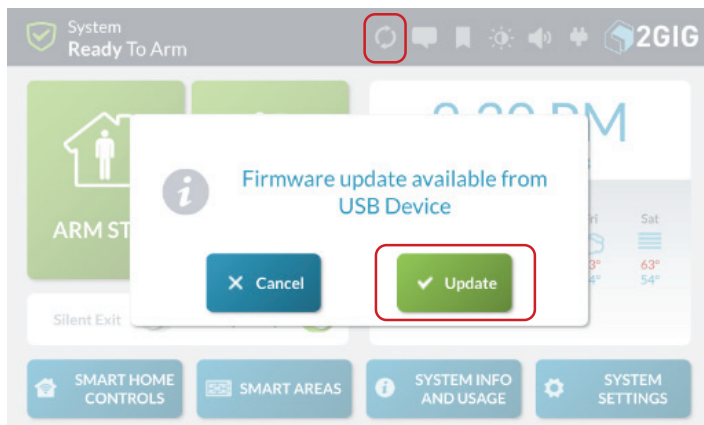 System
Ready To Arm
2GIG
Firmware update available from
USB Device
Cancel
Update
ARM ST
Sat
63°
54°
Silent Exit
SMART HOME
CONTROLS
SMART AREAS
SYSTEM INFO
AND USAGE
SYSTEM
SETTINGS